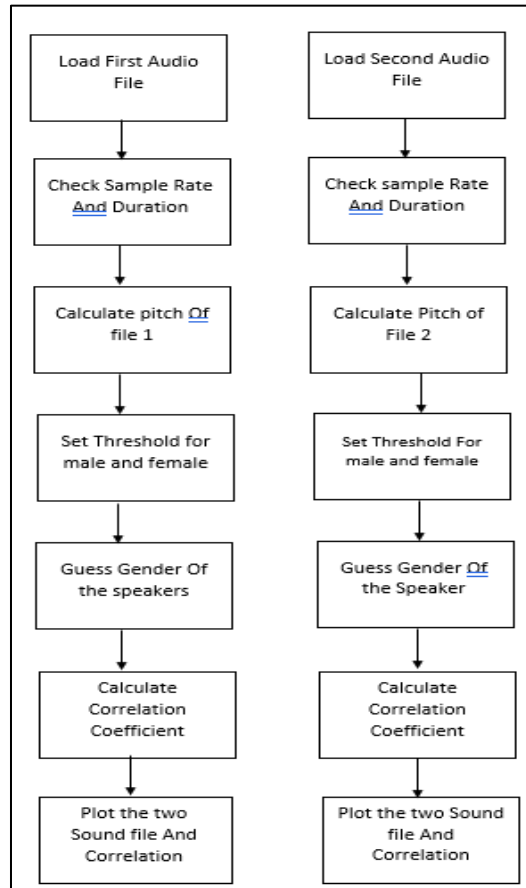 Load First Audio
File
Check Sample Rate
And Duration
Calculate pitch Of
file 1
Set Threshold for
male and female
Guess Gender Of
the speakers
Calculate
Correlation
Coefficient
Plot the two
Sound file And
Correlation
Load Second Audio
File
Check sample Rate
And Duration
Calculate Pitch of
File 2
Set Threshold For
male and female
Guess Gender Of
the Speaker
Calculate
Correlation
Coefficient
Plot the two Sound
file And
Correlation